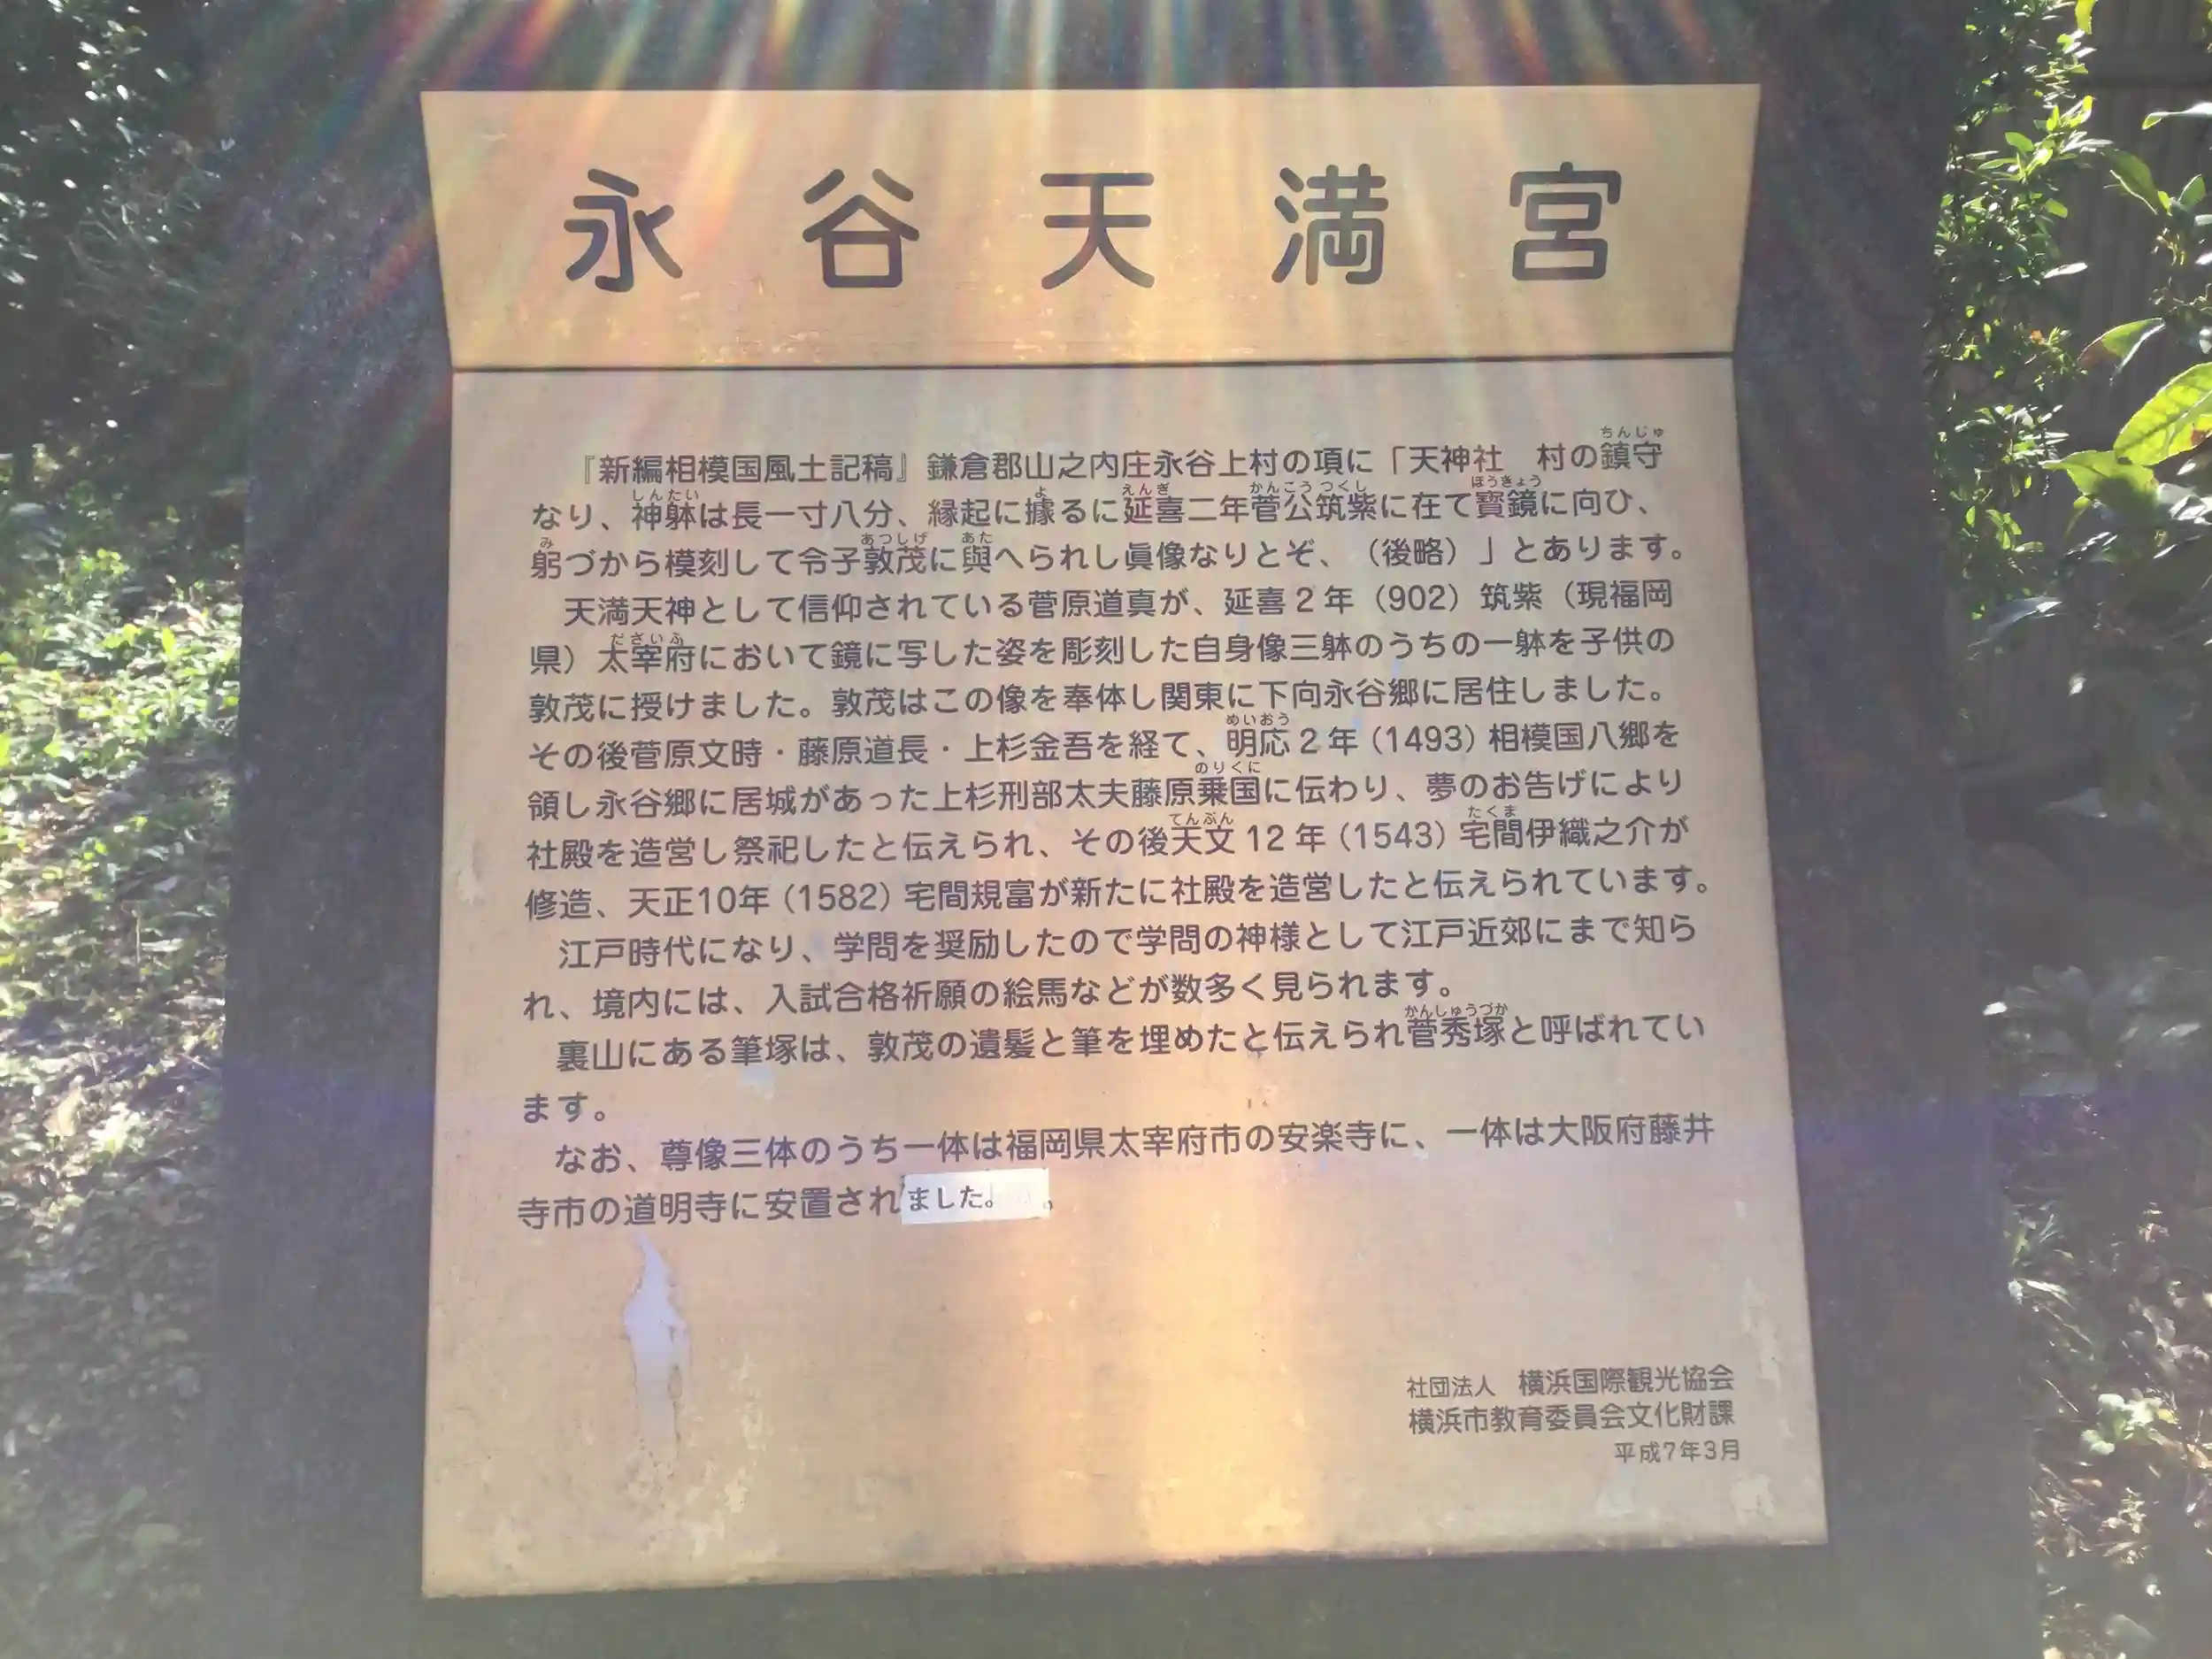 永谷天満宮
『新編相模国風土記稿』鎌倉郡山之内庄永谷上村の項に「天神社　村の鎮守
なり、神躰は長一寸八分、縁起に據るに延喜二年菅公筑紫に在て寳鏡に向ひ、
躬づから模刻して令子敦茂に與へられし眞像なりとぞ、（後略）」とあります。
天満天神として信仰されている菅原道真が、延喜２年（902）筑紫（現福岡
県）太宰府において鏡に写した姿を彫刻した自身像三躰のうちの一躰を子供の
敦茂に授けました。敦茂はこの像を奉体し関東に下向永谷郷に居住しました。
その後菅原文時・藤原道長・上杉金吾を経て、明応２年（1493）相模国八郷を
領し永谷郷に居城があった上杉刑部太夫藤原乗国に伝わり、夢のお告げにより
社殿を造営し祭祀したと伝えられ、その後天文12年（1543）宅間伊織之介が
修造、天正10年（1582）宅間規富が新たに社殿を造営したと伝えられています。
江戸時代になり、学問を奨励したので学問の神様として江戸近郊にまで知ら
れ、境内には、入試合格祈願の絵馬などが数多く見られます。
裏山にある筆塚は、敦茂の遺髪と筆を埋めたと伝えられ菅秀塚と呼ばれてい
ます。
なお、尊像三体のうち一体は福岡県太宰府市の安楽寺に、一体は大阪府藤井
寺市の道明寺に安置されました。
社団法人　横浜国際観光協会
横浜市教育委員会文化財課
平成7年3月